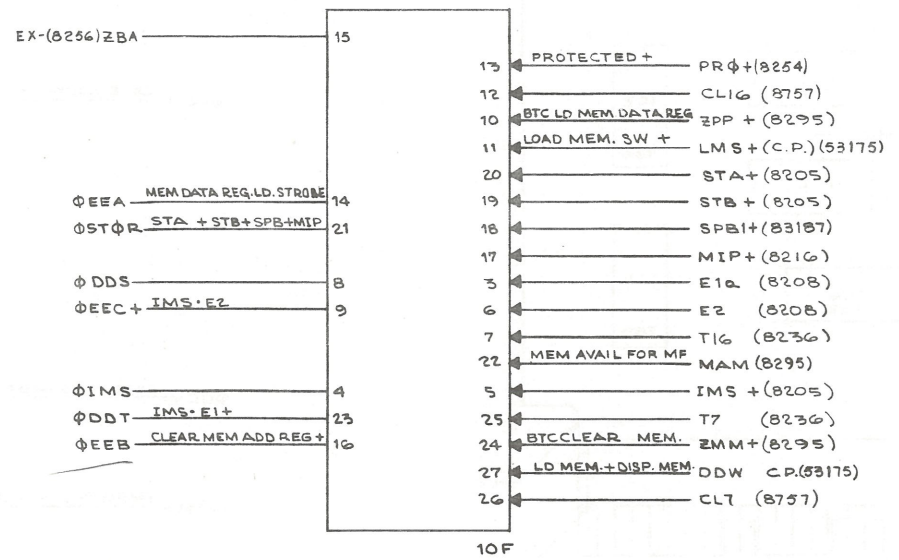 EX-(8256)ZBA 15
13 PROTECTED + PRΦ+(8254)
12 CL16 (8757)
10 BTC LD MEM DATA REG ZPP + (8295)
11 LOAD MEM. SW + LMS+(C.P.)(53175)
20 STA+(8205)
ΦEEA MEM DATA REG. LD. STROBE 14
19 STB + (8205)
ΦSTΦR STA + STB+SPB+MIP 21
18 SPB1+(83187)
17 MIP+(8216)
ΦDDS 8
3 E1a (8208)
ΦEEC+ IMS·E2 9
6 E2 (8208)
7 T16 (8236)
22 MEM AVAIL FOR MF MAM (8295)
ΦIMS 4
5 IMS +(8205)
ΦDDT IMS·E1+ 23
25 T7 (8236)
ΦEEB CLEAR MEM ADD REG+ 16
24 BTC CLEAR MEM. ZMM+(8295)
27 LD MEM.+DISP. MEM. DDW C.P.(53175)
26 CL7 (8757)
10F